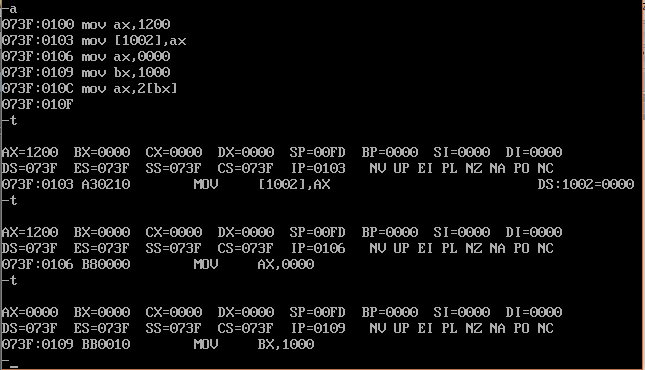 -a
073F:0100 mov ax,1200
073F:0103 mov [1002],ax
073F:0106 mov ax,0000
073F:0109 mov bx,1000
073F:010C mov ax,2[bx]
073F:010F
-t
AX=1200  BX=0000  CX=0000  DX=0000  SP=00FD  BP=0000  SI=0000  DI=0000
DS=073F  ES=073F  SS=073F  CS=073F  IP=0103   NV UP EI PL NZ NA PO NC
073F:0103 A30210        MOV     [1002],AX                          DS:1002=0000
-t
AX=1200  BX=0000  CX=0000  DX=0000  SP=00FD  BP=0000  SI=0000  DI=0000
DS=073F  ES=073F  SS=073F  CS=073F  IP=0106   NV UP EI PL NZ NA PO NC
073F:0106 B80000        MOV     AX,0000
-t
AX=0000  BX=0000  CX=0000  DX=0000  SP=00FD  BP=0000  SI=0000  DI=0000
DS=073F  ES=073F  SS=073F  CS=073F  IP=0109   NV UP EI PL NZ NA PO NC
073F:0109 BB0010        MOV     BX,1000
-_